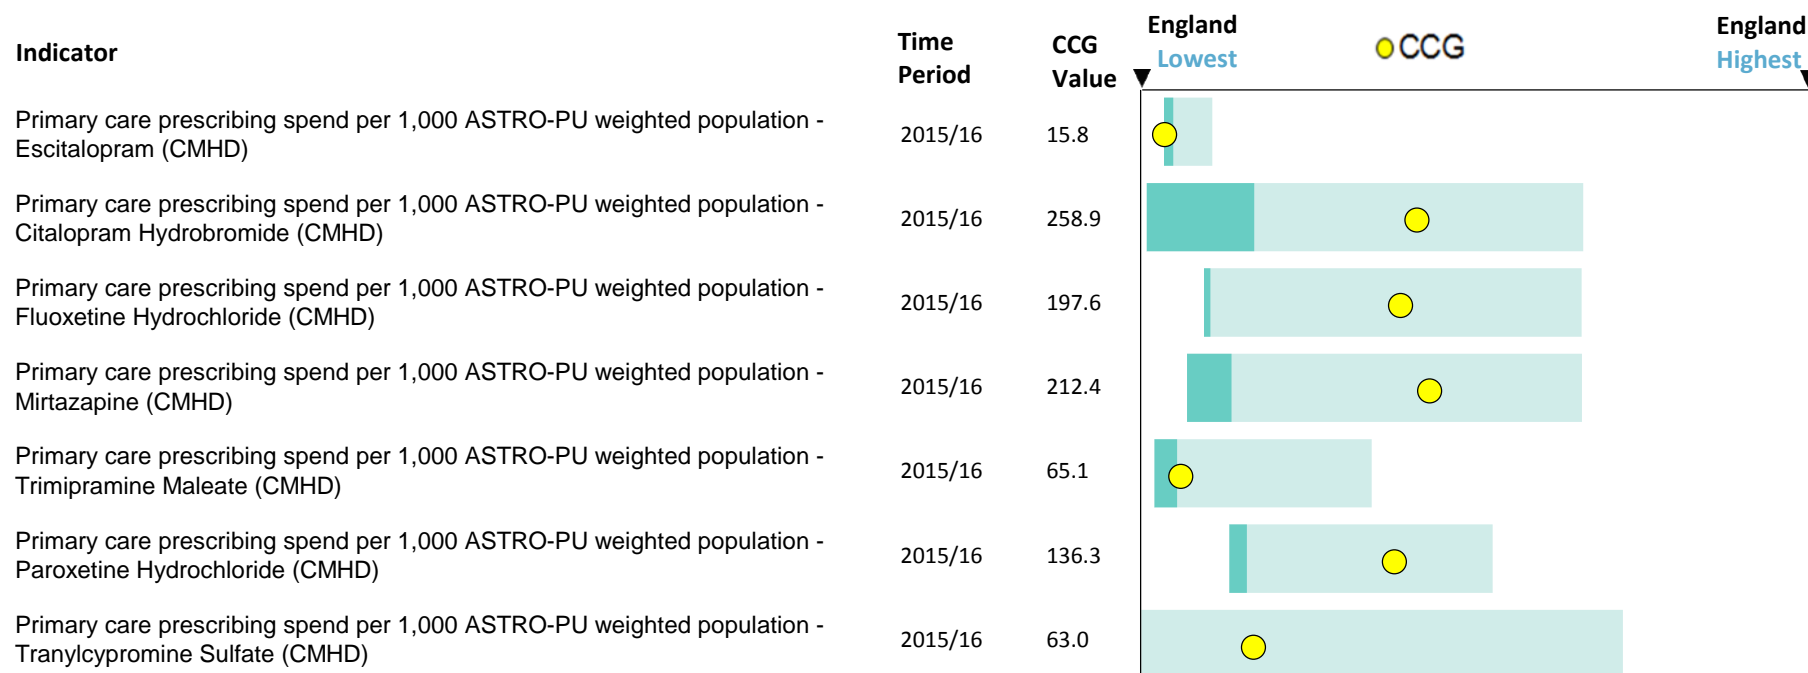 Indicator
Time
Period
CCG
Value
England
Lowest
CCG
England
Highest
Primary care prescribing spend per 1,000 ASTRO-PU weighted population -
Escitalopram (CMHD)
2015/16
15.8
Primary care prescribing spend per 1,000 ASTRO-PU weighted population -
Citalopram Hydrobromide (CMHD)
2015/16
258.9
Primary care prescribing spend per 1,000 ASTRO-PU weighted population -
Fluoxetine Hydrochloride (CMHD)
2015/16
197.6
Primary care prescribing spend per 1,000 ASTRO-PU weighted population -
Mirtazapine (CMHD)
2015/16
212.4
Primary care prescribing spend per 1,000 ASTRO-PU weighted population -
Trimipramine Maleate (CMHD)
2015/16
65.1
Primary care prescribing spend per 1,000 ASTRO-PU weighted population -
Paroxetine Hydrochloride (CMHD)
2015/16
136.3
Primary care prescribing spend per 1,000 ASTRO-PU weighted population -
Tranylcypromine Sulfate (CMHD)
2015/16
63.0